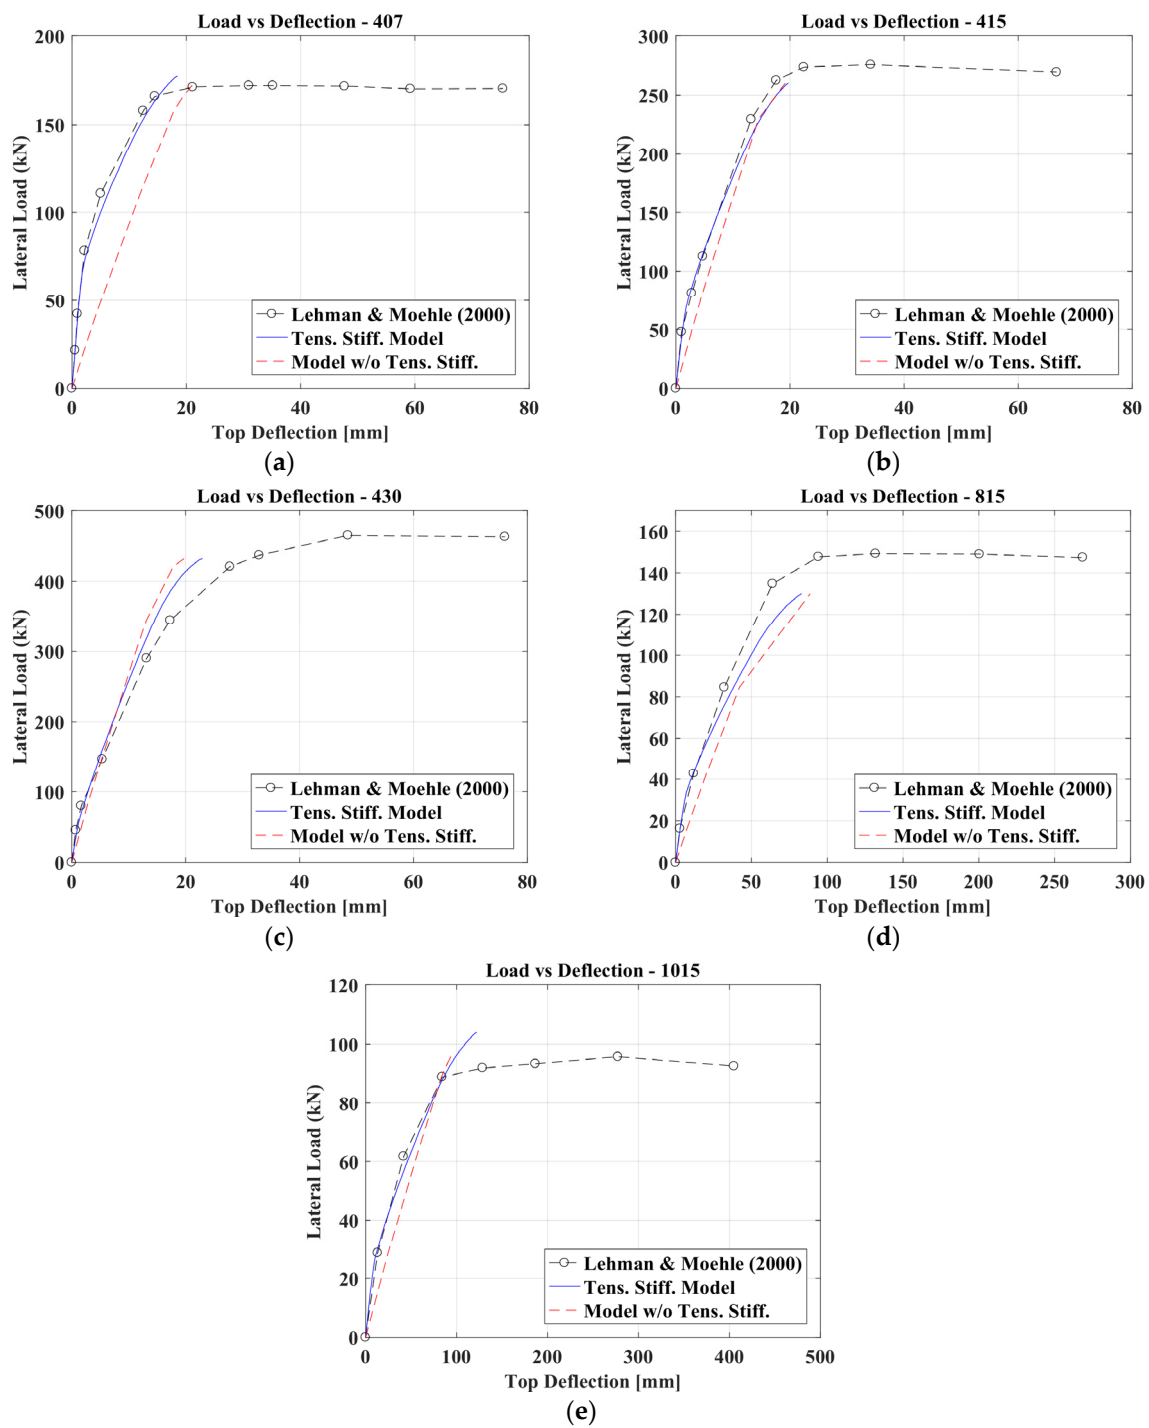 Load vs Deflection - 407
200
150
100
50
0
0 20 40 60 80
Lateral Load (kN)
Top Deflection [mm]
Lehman & Moehle (2000)
Tens. Stiff. Model
Model w/o Tens. Stiff.
(a)
Load vs Deflection - 415
300
250
200
150
100
50
0
0 20 40 60 80
Lateral Load (kN)
Top Deflection [mm]
Lehman & Moehle (2000)
Tens. Stiff. Model
Model w/o Tens. Stiff.
(b)
Load vs Deflection - 430
500
400
300
200
100
0
0 20 40 60 80
Lateral Load (kN)
Top Deflection [mm]
Lehman & Moehle (2000)
Tens. Stiff. Model
Model w/o Tens. Stiff.
(c)
Load vs Deflection - 815
160
140
120
100
80
60
40
20
0
0 50 100 150 200 250 300
Lateral Load (kN)
Top Deflection [mm]
Lehman & Moehle (2000)
Tens. Stiff. Model
Model w/o Tens. Stiff.
(d)
Load vs Deflection - 1015
120
100
80
60
40
20
0
0 100 200 300 400 500
Lateral Load (kN)
Top Deflection [mm]
Lehman & Moehle (2000)
Tens. Stiff. Model
Model w/o Tens. Stiff.
(e)